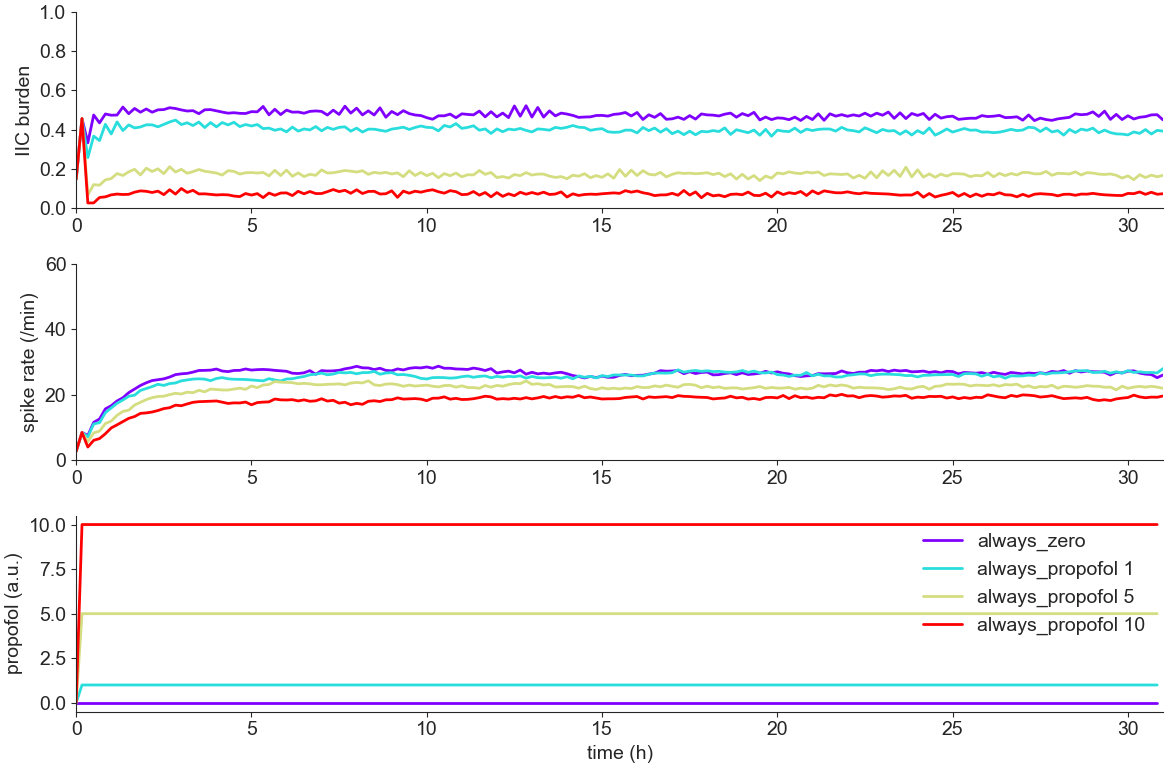 1.0
0.8
0.6
0.4
0.2
0.0
IIC burden
0 5 10 15 20 25 30
60
40
20
0
spike rate (/min)
0 5 10 15 20 25 30
10.0
7.5
5.0
2.5
0.0
propofol (a.u.)
always_zero
always_propofol 1
always_propofol 5
always_propofol 10
0 5 10 15 20 25 30
time (h)